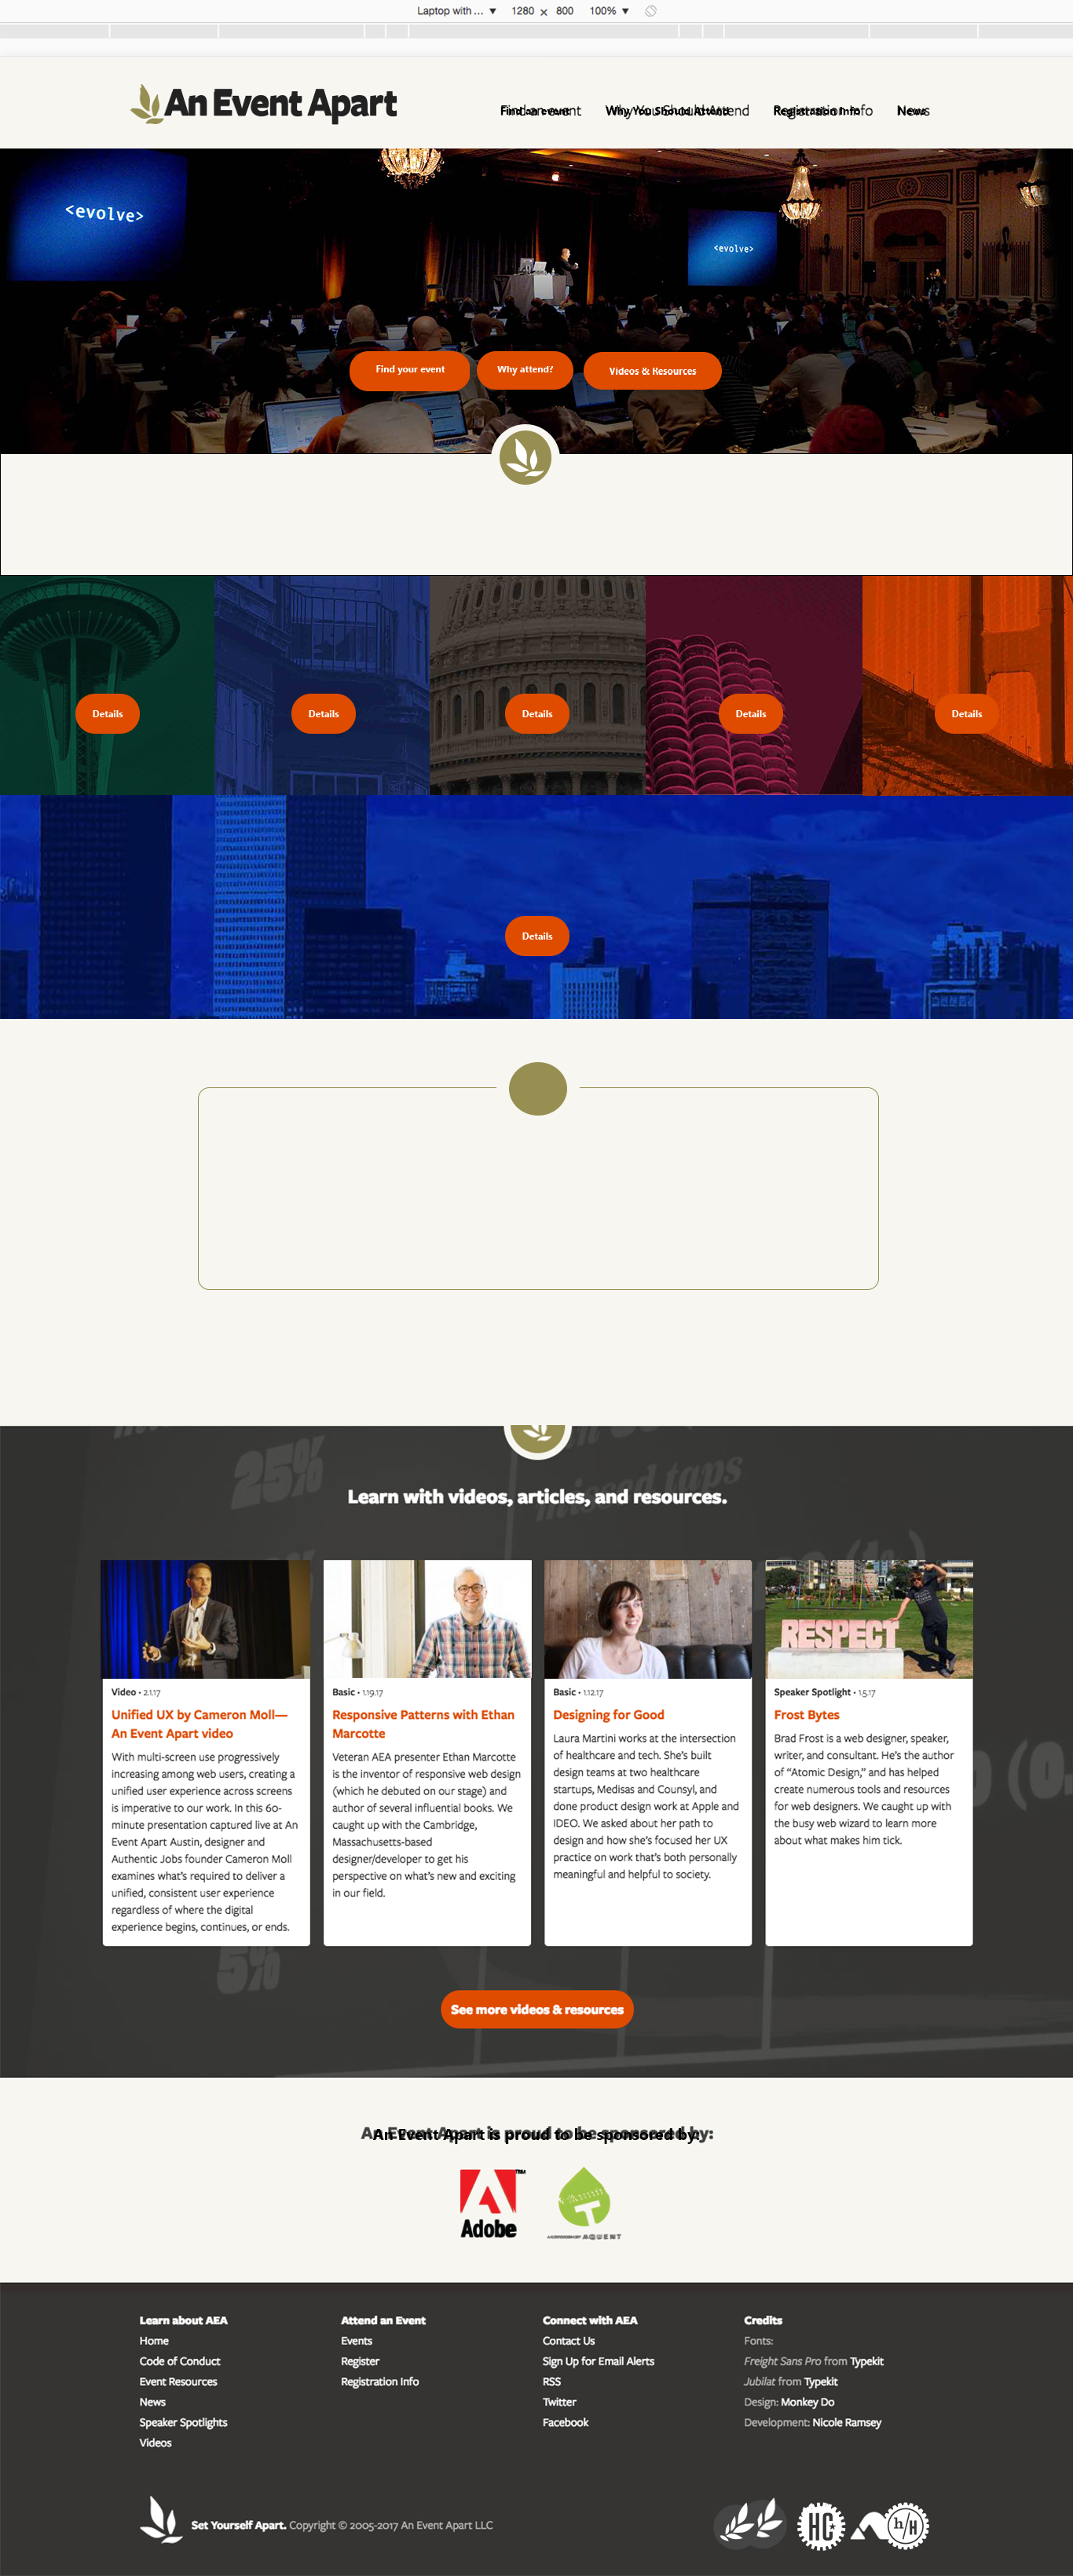 Laptop with ... ▼ 1280 × 800 100% ▼
An Event Apart
Find an event Why You Should Attend Registration Info News
<evolve>
<evolve>
Find your event
Why attend?
Videos & Resources
Details
Details
Details
Details
Details
Details
25%
missed taps
Learn with videos, articles, and resources.
RESPECT
Video • 2.1.17
Unified UX by Cameron Moll—
An Event Apart video
With multi-screen use progressively
increasing among web users, creating a
unified user experience across screens
is imperative to our work. In this 60-
minute presentation captured live at An
Event Apart Austin, designer and
Authentic Jobs founder Cameron Moll
examines what's required to deliver a
unified, consistent user experience
regardless of where the digital
experience begins, continues, or ends.
Basic • 1.19.17
Responsive Patterns with Ethan
Marcotte
Veteran AEA presenter Ethan Marcotte
is the inventor of responsive web design
(which he debuted on our stage) and
author of several influential books. We
caught up with the Cambridge,
Massachusetts-based
designer/developer to get his
perspective on what's new and exciting
in our field.
Basic • 1.12.17
Designing for Good
Laura Martini works at the intersection
of healthcare and tech. She's built
design teams at two healthcare
startups, Medisas and Counsyl, and
done product design work at Apple and
IDEO. We asked about her path to
design and how she's focused her UX
practice on work that's both personally
meaningful and helpful to society.
Speaker Spotlight • 1.5.17
Frost Bytes
Brad Frost is a web designer, speaker,
writer, and consultant. He's the author
of “Atomic Design,” and has helped
create numerous tools and resources
for web designers. We caught up with
the busy web wizard to learn more
about what makes him tick.
5%
See more videos & resources
An Event Apart is proud to be sponsored by:
Adobe
AQUENT
Learn about AEA
Home
Code of Conduct
Event Resources
News
Speaker Spotlights
Videos
Attend an Event
Events
Register
Registration Info
Connect with AEA
Contact Us
Sign Up for Email Alerts
RSS
Twitter
Facebook
Credits
Fonts:
Freight Sans Pro from Typekit
Jubilat from Typekit
Design: Monkey Do
Development: Nicole Ramsey
Set Yourself Apart. Copyright © 2005-2017 An Event Apart LLC
HC
h/H